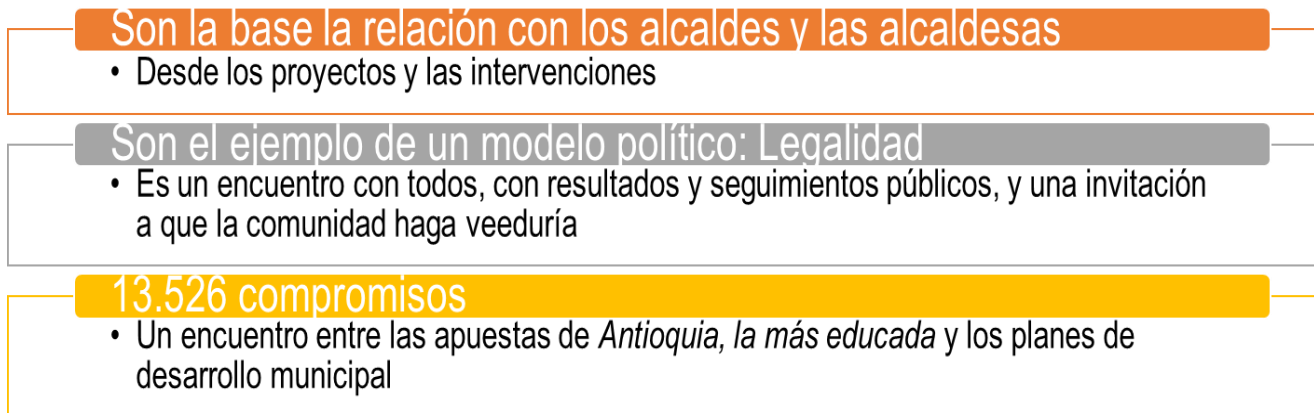 Son la base la relación con los alcaldes y las alcaldesas
• Desde los proyectos y las intervenciones
Son el ejemplo de un modelo político: Legalidad
• Es un encuentro con todos, con resultados y seguimientos públicos, y una invitación
a que la comunidad haga veeduría
13.526 compromisos
• Un encuentro entre las apuestas de Antioquia, la más educada y los planes de
desarrollo municipal